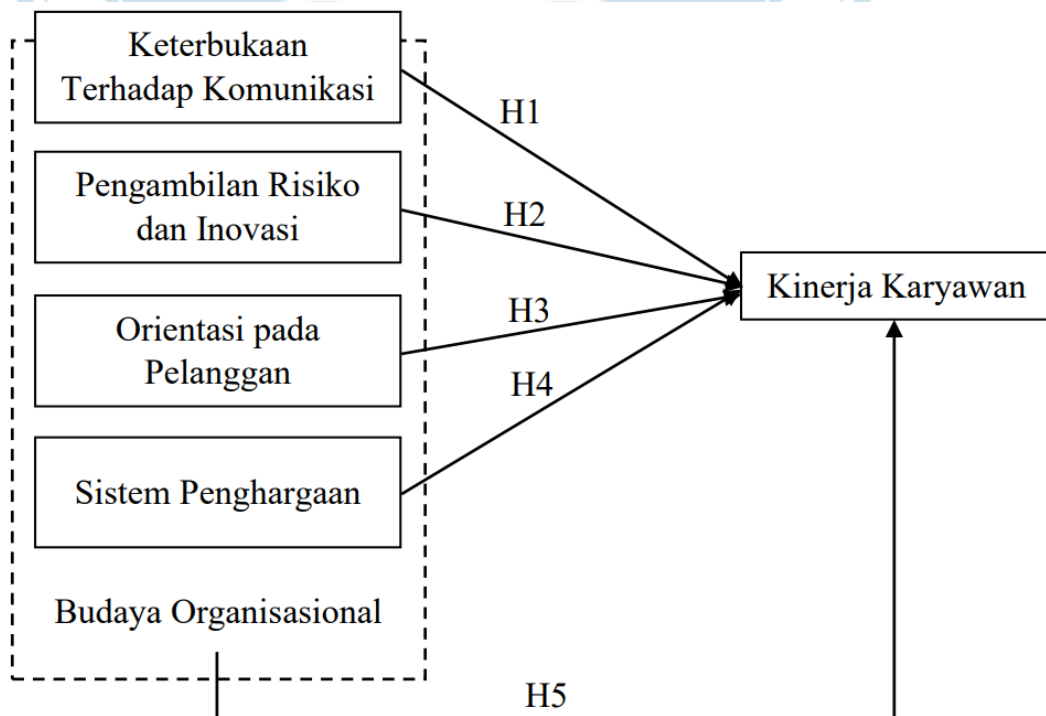 Keterbukaan
Terhadap Komunikasi
H1
Pengambilan Risiko
dan Inovasi
H2
Kinerja Karyawan
Orientasi pada
Pelanggan
H3
H4
Sistem Penghargaan
Budaya Organisasional
H5